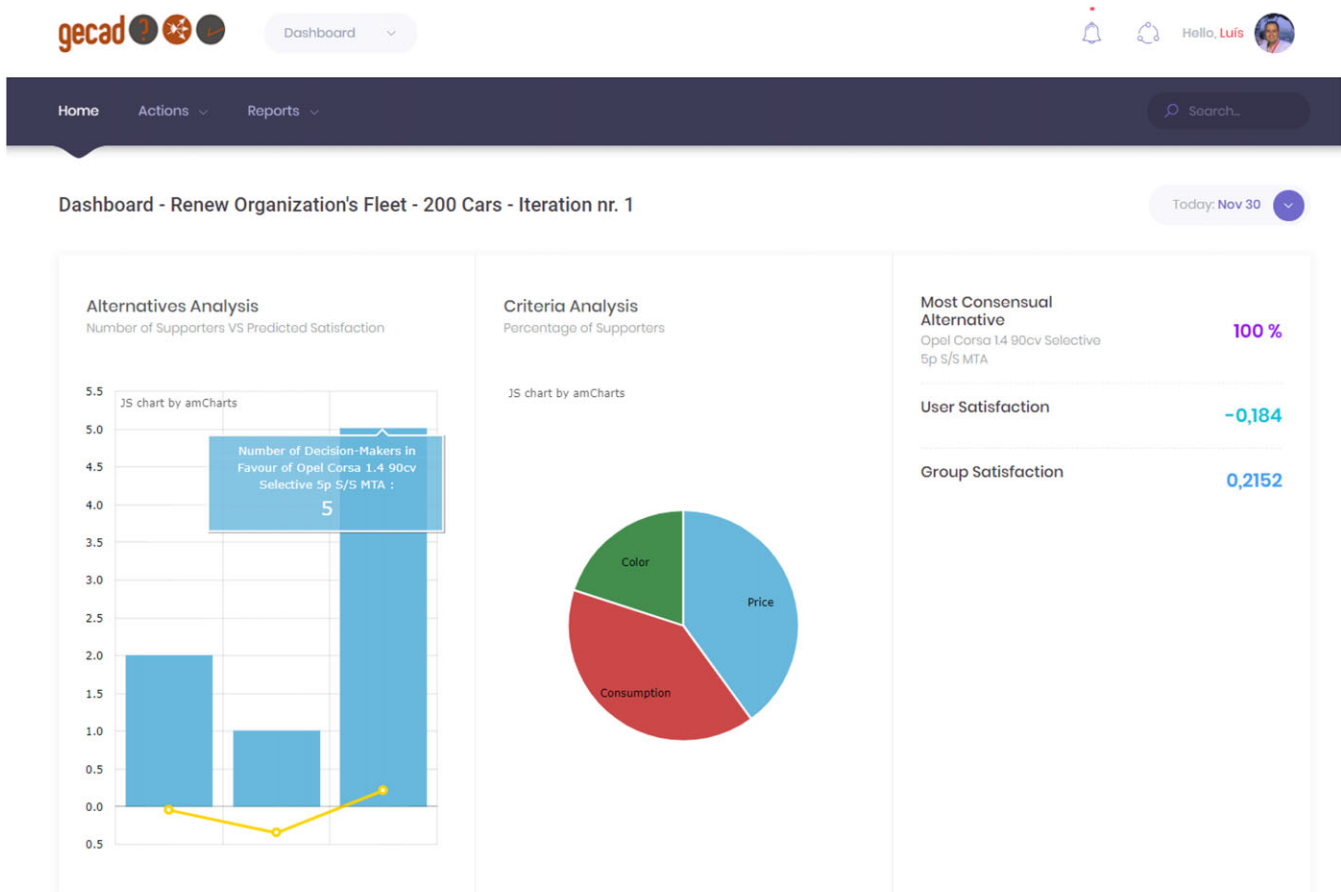 gecad
Dashboard
Hello, Luís
Home
Actions
Reports
Search...
Dashboard - Renew Organization's Fleet - 200 Cars - Iteration nr. 1
Today: Nov 30
Alternatives Analysis
Number of Supporters VS Predicted Satisfaction
5.5
JS chart by amCharts
5.0
4.5
4.0
3.5
3.0
2.5
2.0
1.5
1.0
0.5
0.0
0.5
Number of Decision-Makers in
Favour of Opel Corsa 1.4 90cv
Selective 5p S/S MTA :
5
Criteria Analysis
Percentage of Supporters
JS chart by amCharts
Color
Price
Consumption
Most Consensual
Alternative
Opel Corsa 1.4 90cv Selective
5p S/S MTA
100 %
User Satisfaction
-0,184
Group Satisfaction
0,2152